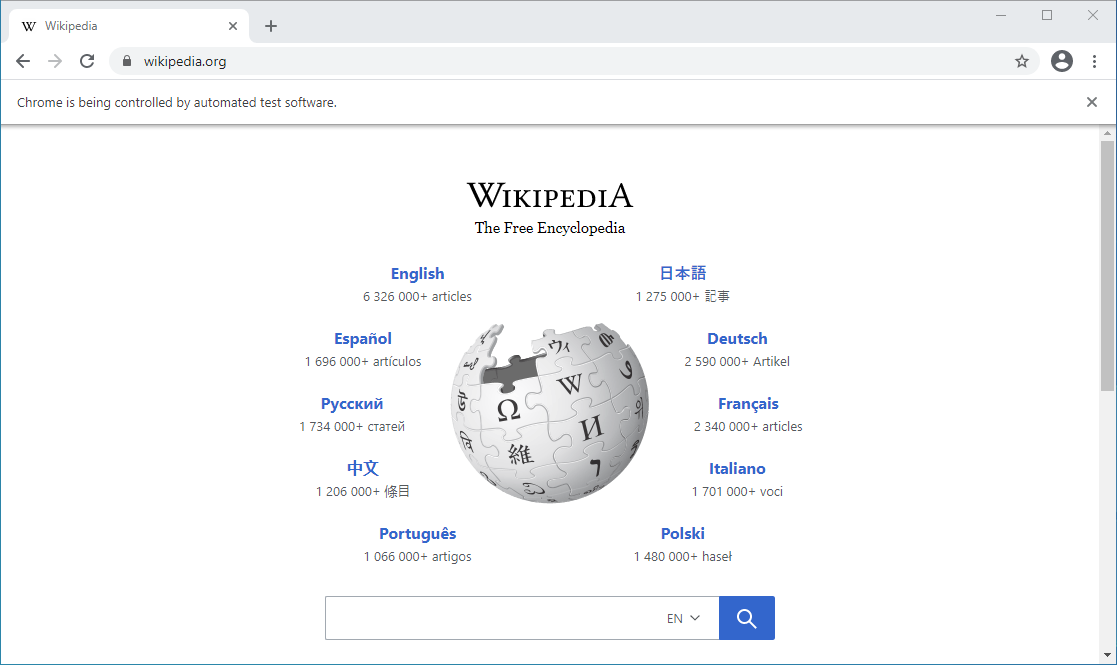 Wikipedia
wikipedia.org
Chrome is being controlled by automated test software.
WIKIPEDIA
The Free Encyclopedia
English
6 326 000+ articles
日本語
1 275 000+ 記事
Español
1 696 000+ artículos
Deutsch
2 590 000+ Artikel
Русский
1 734 000+ статей
Français
2 340 000+ articles
中文
1 206 000+ 條目
Italiano
1 701 000+ voci
Português
1 066 000+ artigos
Polski
1 480 000+ haseł
W
Ω
И
維
EN